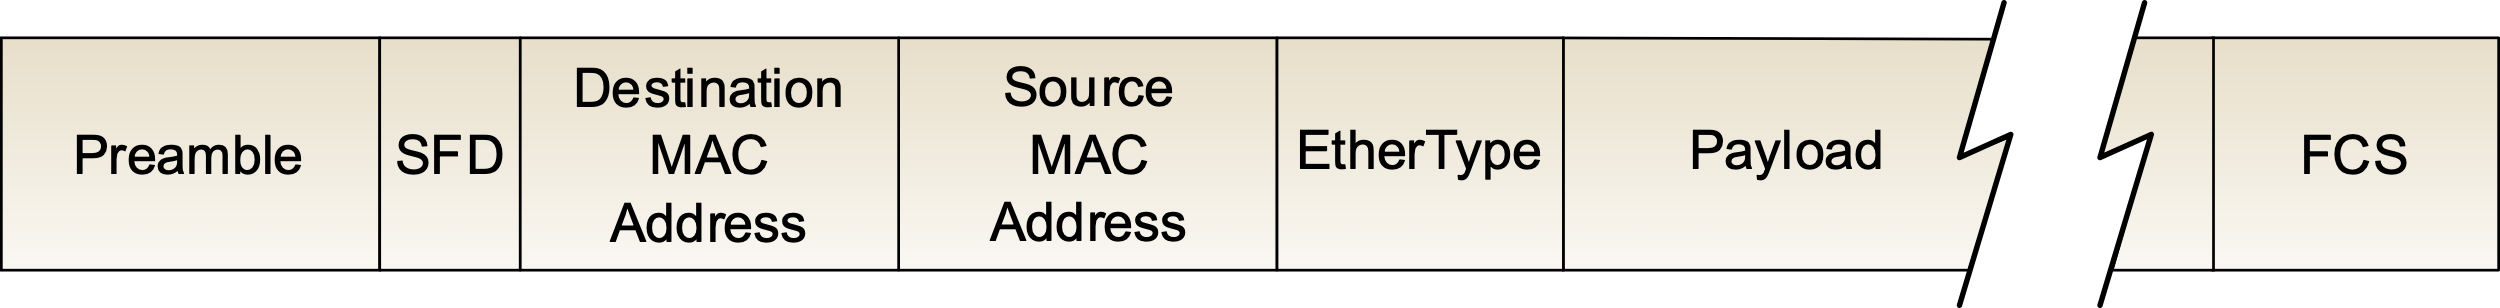 Preamble
SFD
Destination
MAC
Address
Source
MAC
Address
EtherType
Payload
FCS